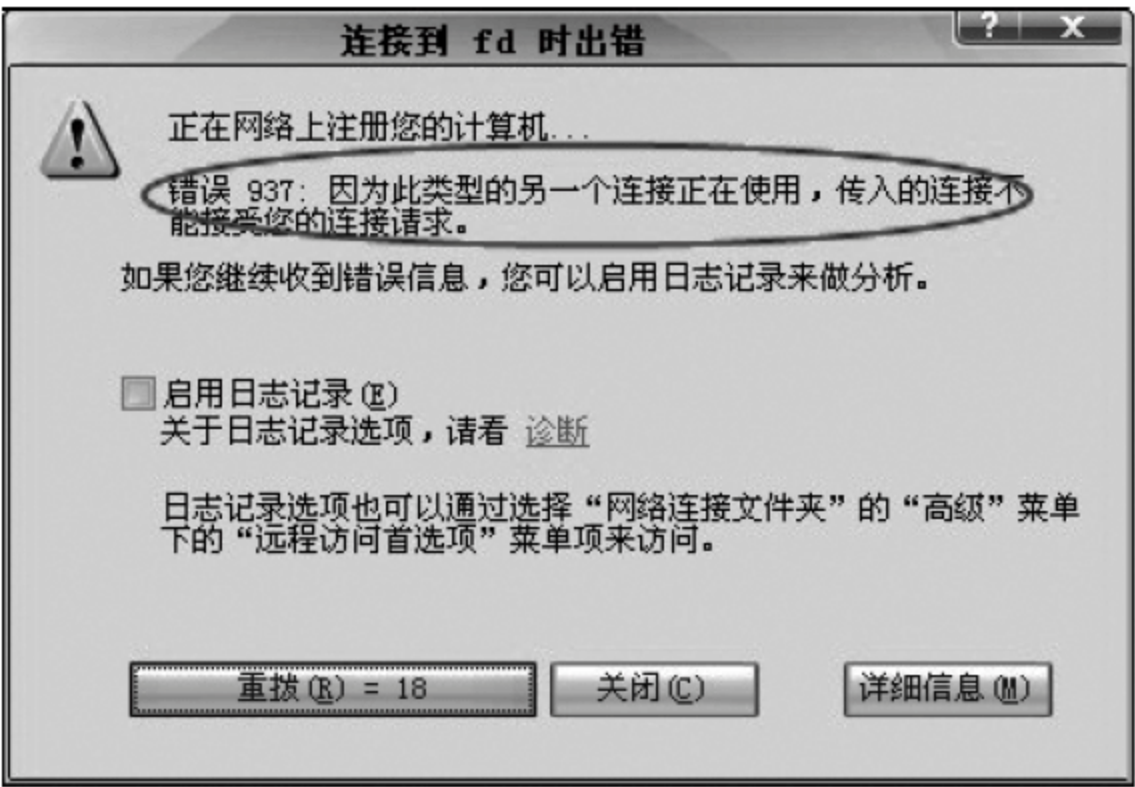 连接到 fd 时出错
? X
正在网络上注册您的计算机...
错误 937: 因为此类型的另一个连接正在使用，传入的连接不
能接受您的连接请求。
如果您继续收到错误信息，您可以启用日志记录来做分析。
启用日志记录(E)
关于日志记录选项，请看 诊断
日志记录选项也可以通过选择“网络连接文件夹”的“高级”菜单
下的“远程访问首选项”菜单项来访问。
重拨(R) = 18
关闭(C)
详细信息(M)